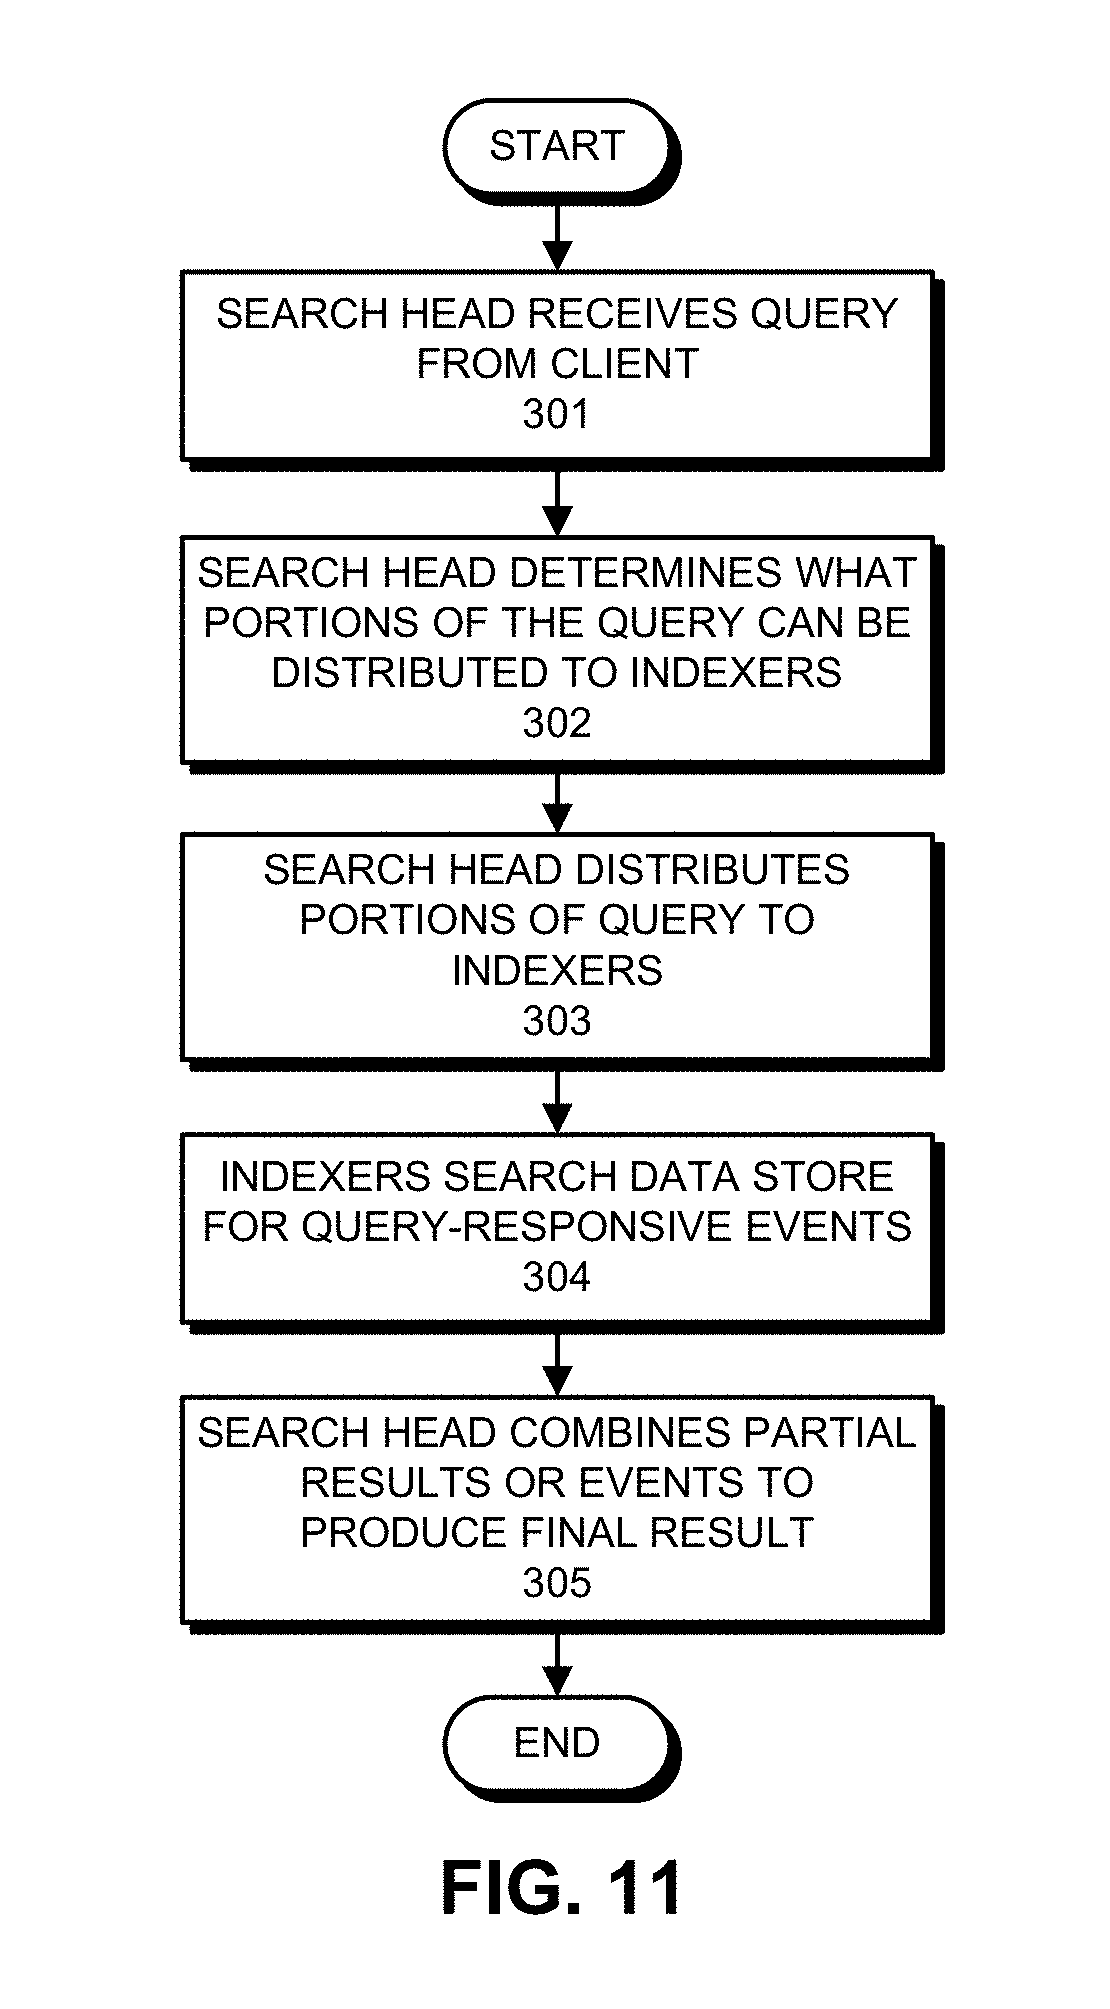 START
SEARCH HEAD RECEIVES QUERY
FROM CLIENT
301
SEARCH HEAD DETERMINES WHAT
PORTIONS OF THE QUERY CAN BE
DISTRIBUTED TO INDEXERS
302
SEARCH HEAD DISTRIBUTES
PORTIONS OF QUERY TO
INDEXERS
303
INDEXERS SEARCH DATA STORE
FOR QUERY-RESPONSIVE EVENTS
304
SEARCH HEAD COMBINES PARTIAL
RESULTS OR EVENTS TO
PRODUCE FINAL RESULT
305
END
FIG. 11